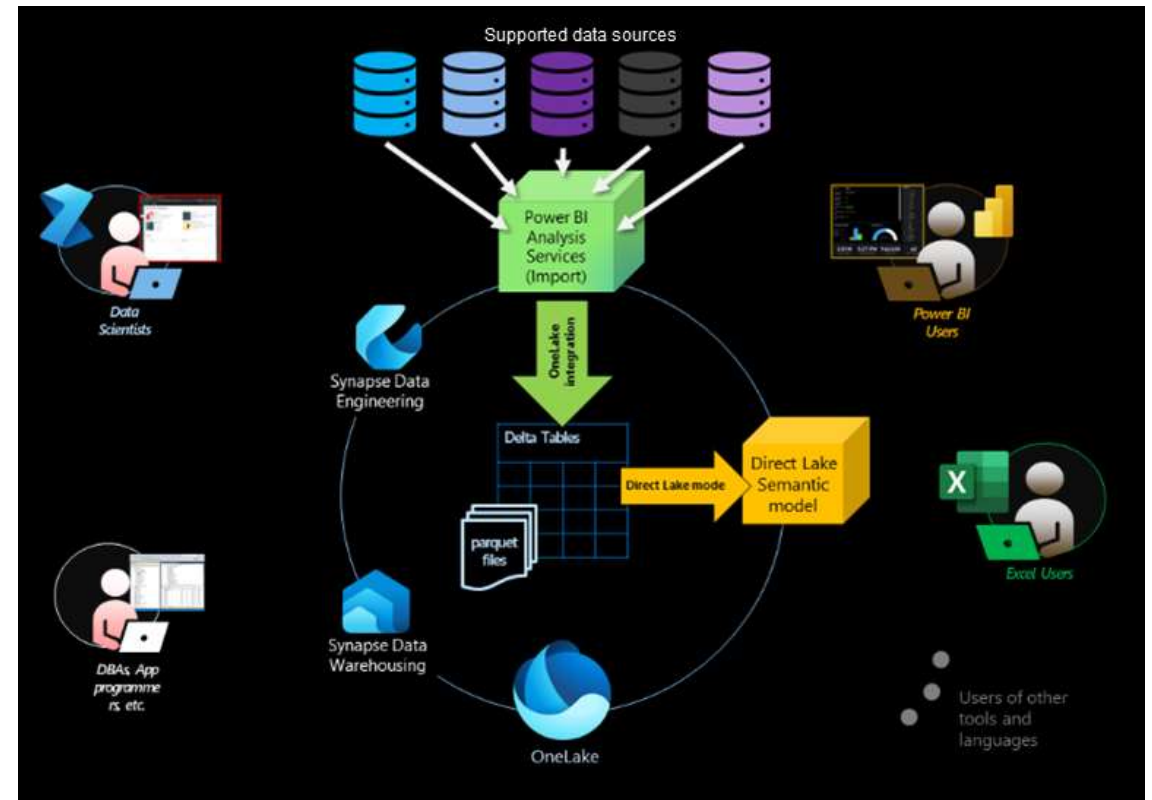 Supported data sources
Power BI
Analysis
Services
(Import)
Data
Scientists
Power BI
Users
OneLake
integration
Synapse Data
Engineering
Delta Tables
Direct Lake mode
Direct Lake
Semantic
model
X
parquet
files
Excel Users
Synapse Data
Warehousing
DBAs, App
programme
rs, etc.
OneLake
Users of other
tools and
languages